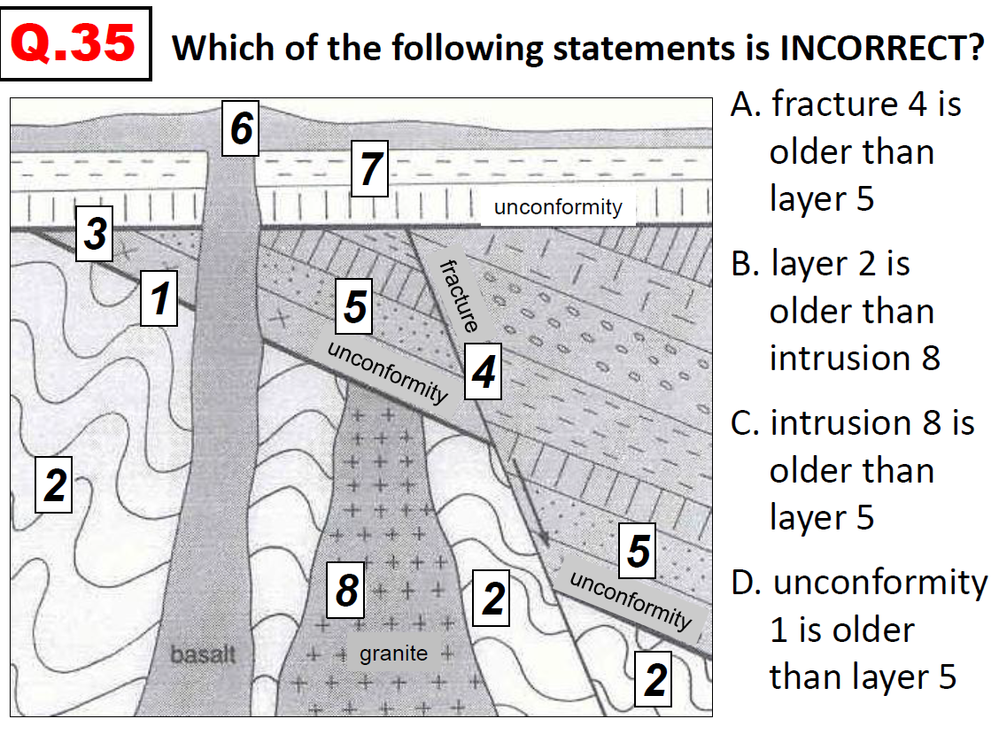 Q.35 Which of the following statements is INCORRECT?
A. fracture 4 is
older than
layer 5
B. layer 2 is
older than
intrusion 8
C. intrusion 8 is
older than
layer 5
D. unconformity
1 is older
than layer 5
6
7
unconformity
3
1
5
fracture
unconformity
4
2
5
8
2
unconformity
basalt
granite
2